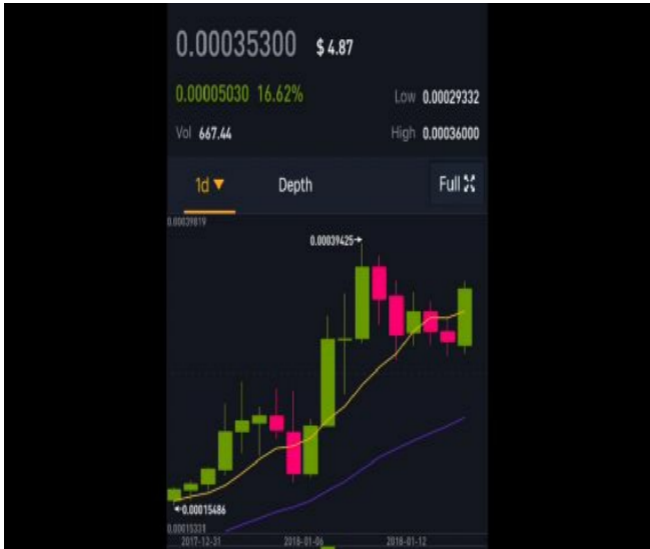 0.00035300 $ 4.87
0.00005030 16.62% Low 0.00029332
Vol 667.44 High 0.00036000
1d Depth Full
0.00039819
0.00039425
0.00015486
0.00015331
2017-12-31 2018-01-06 2018-01-12